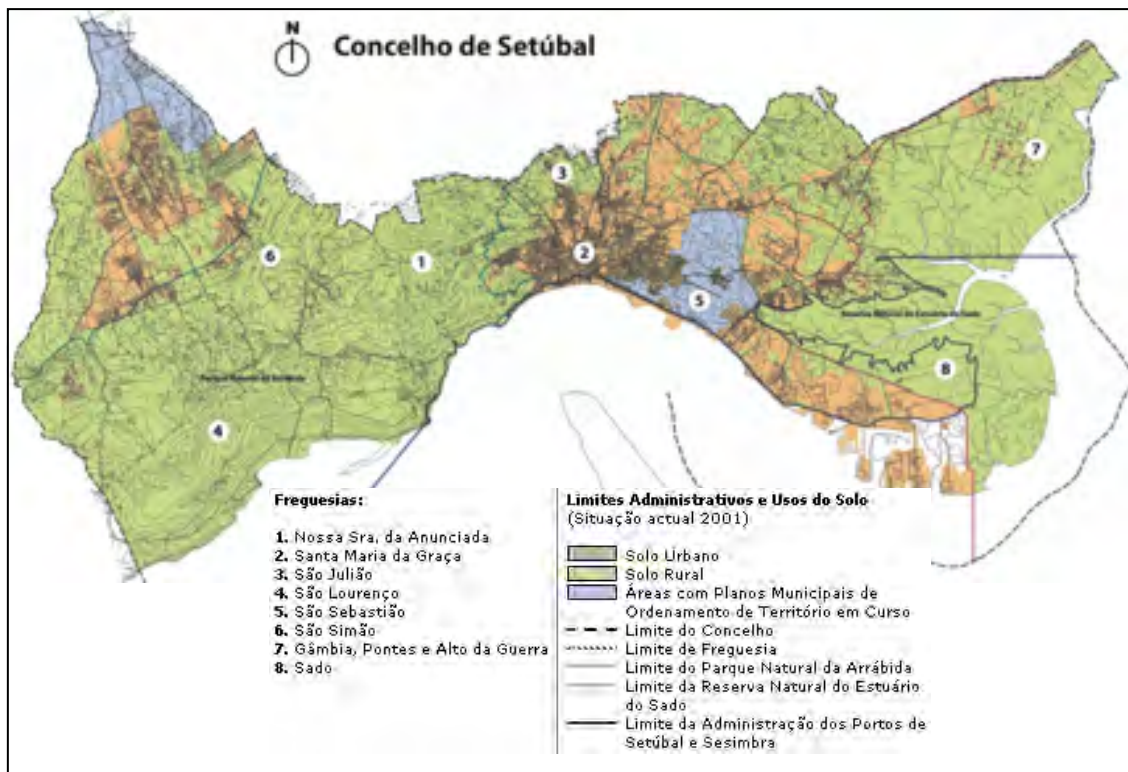 N
Concelho de Setúbal
7
3
2
1
6
5
8
4
Freguesias:
1. Nossa Sra. da Anunciada
2. Santa Maria da Graça
3. São Julião
4. São Lourenço
5. São Sebastião
6. São Simão
7. Gâmbia, Pontes e Alto da Guerra
8. Sado
Limites Administrativos e Usos do Solo
(Situação actual 2001)
Solo Urbano
Solo Rural
Áreas com Planos Municipais de
Ordenamento de Território em Curso
Limite do Concelho
Limite de Freguesia
Limite do Parque Natural da Arrábida
Limite da Reserva Natural do Estuário
do Sado
Limite da Administração dos Portos de
Setúbal e Sesimbra